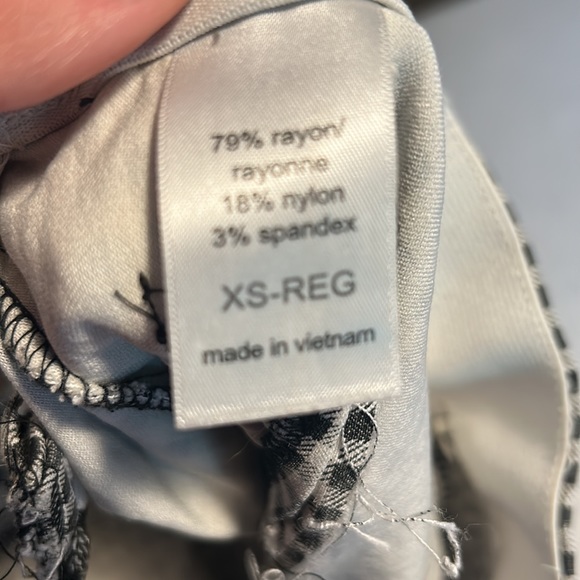 79% rayon/
rayonne
18% nylon
3% spandex
XS-REG
made in vietnam